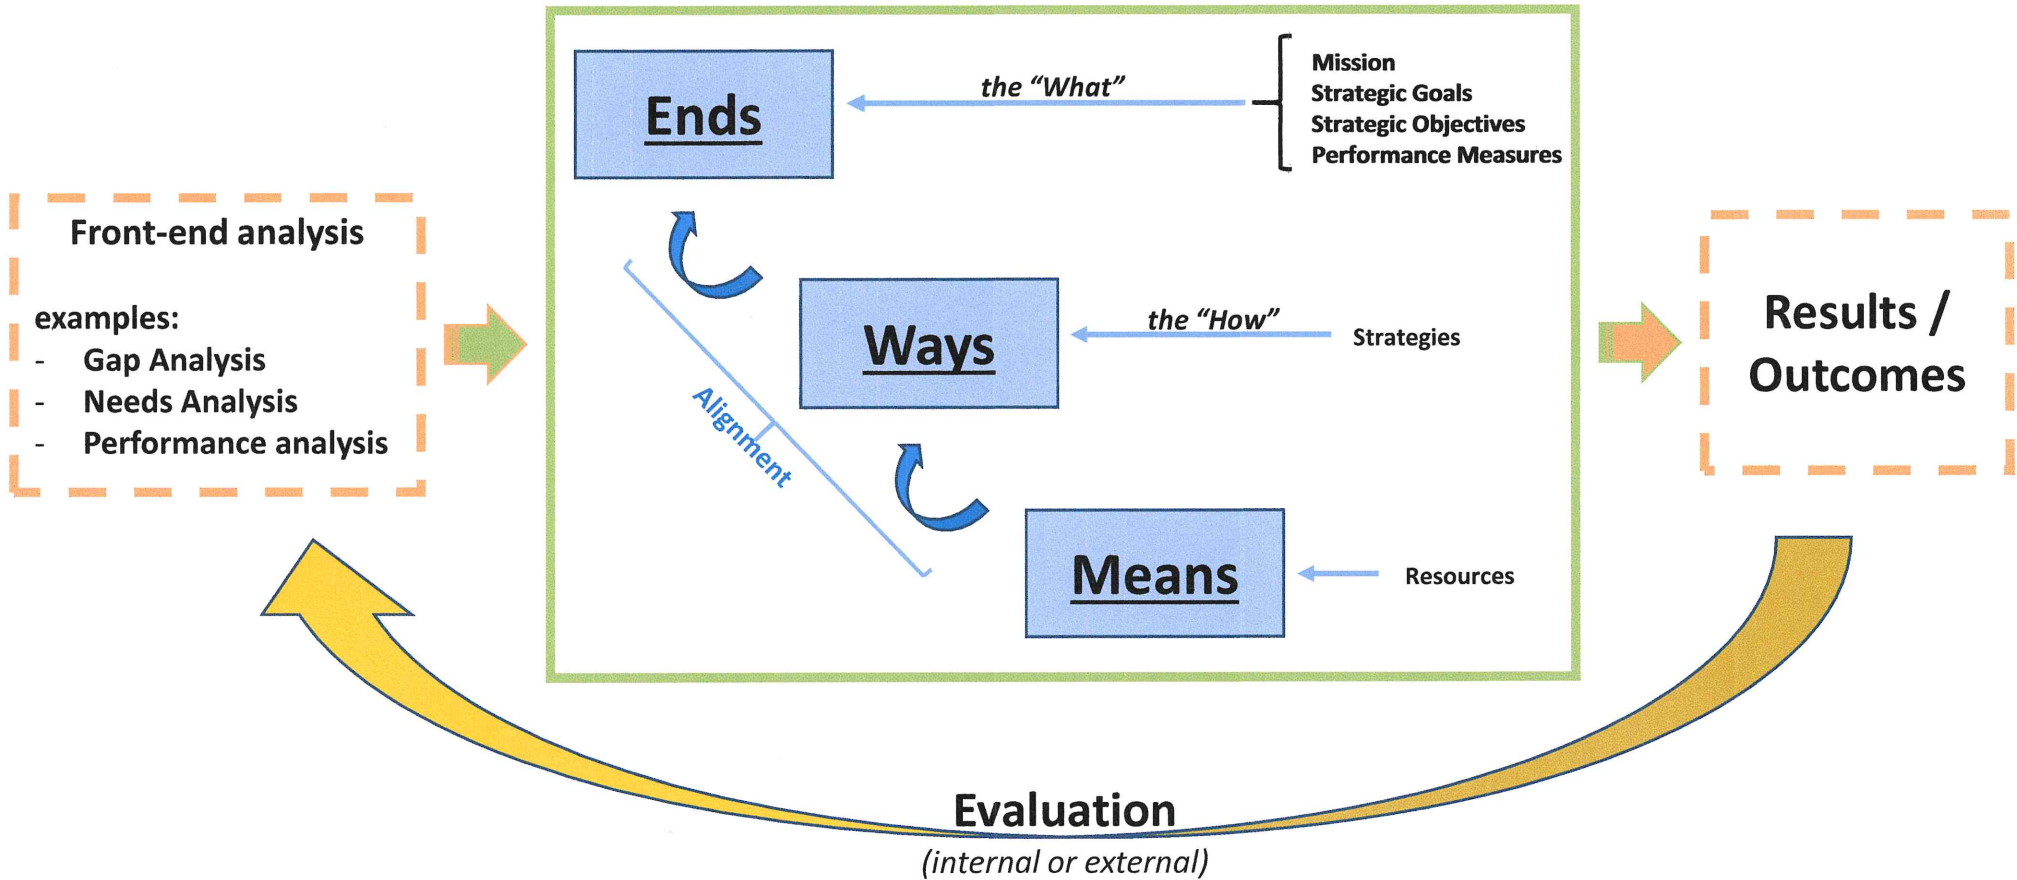 Front-end analysis
examples:
- Gap Analysis
- Needs Analysis
- Performance analysis
Ends
the “What”
Mission
Strategic Goals
Strategic Objectives
Performance Measures
Ways
the “How”
Strategies
Alignment
Means
Resources
Results /
Outcomes
Evaluation
(internal or external)